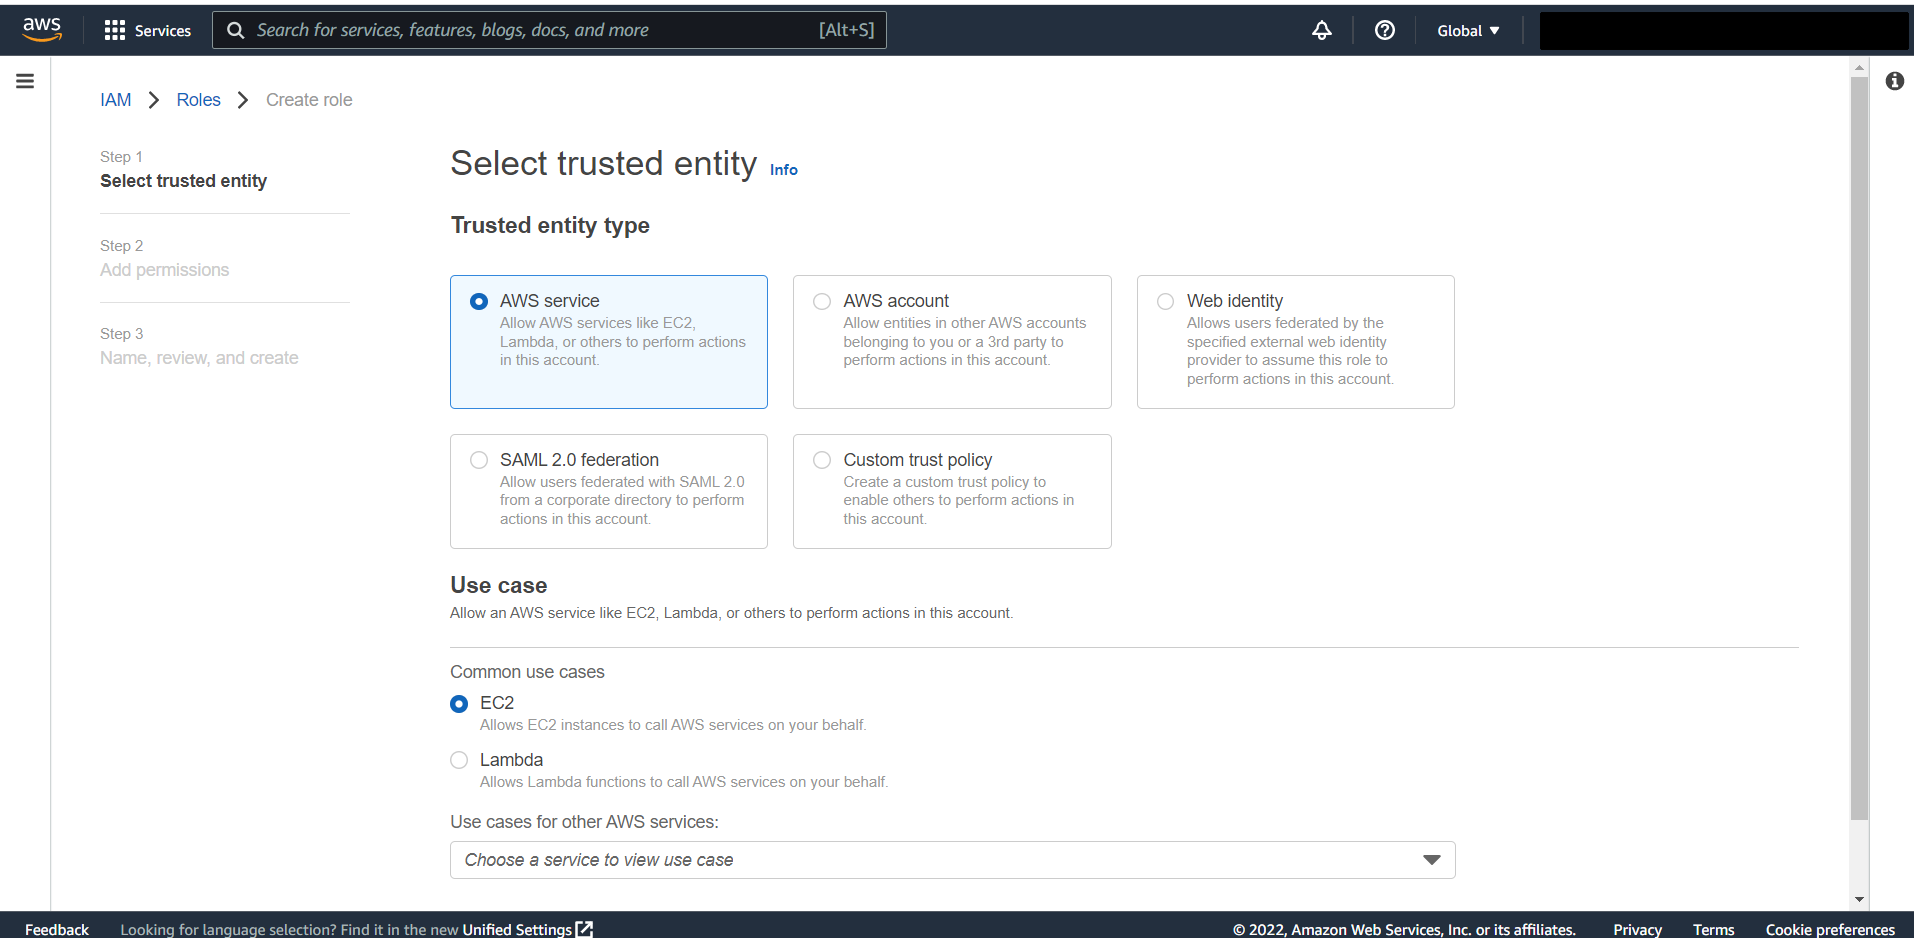 aws
Services
Search for services, features, blogs, docs, and more
[Alt+S]
Global
IAM
Roles
Create role
Step 1
Select trusted entity
Step 2
Add permissions
Step 3
Name, review, and create
Select trusted entity Info
Trusted entity type
AWS service
Allow AWS services like EC2,
Lambda, or others to perform actions
in this account.
AWS account
Allow entities in other AWS accounts
belonging to you or a 3rd party to
perform actions in this account.
Web identity
Allows users federated by the
specified external web identity
provider to assume this role to
perform actions in this account.
SAML 2.0 federation
Allow users federated with SAML 2.0
from a corporate directory to perform
actions in this account.
Custom trust policy
Create a custom trust policy to
enable others to perform actions in
this account.
Use case
Allow an AWS service like EC2, Lambda, or others to perform actions in this account.
Common use cases
EC2
Allows EC2 instances to call AWS services on your behalf.
Lambda
Allows Lambda functions to call AWS services on your behalf.
Use cases for other AWS services:
Choose a service to view use case
Feedback
Looking for language selection? Find it in the new Unified Settings
© 2022, Amazon Web Services, Inc. or its affiliates.
Privacy
Terms
Cookie preferences